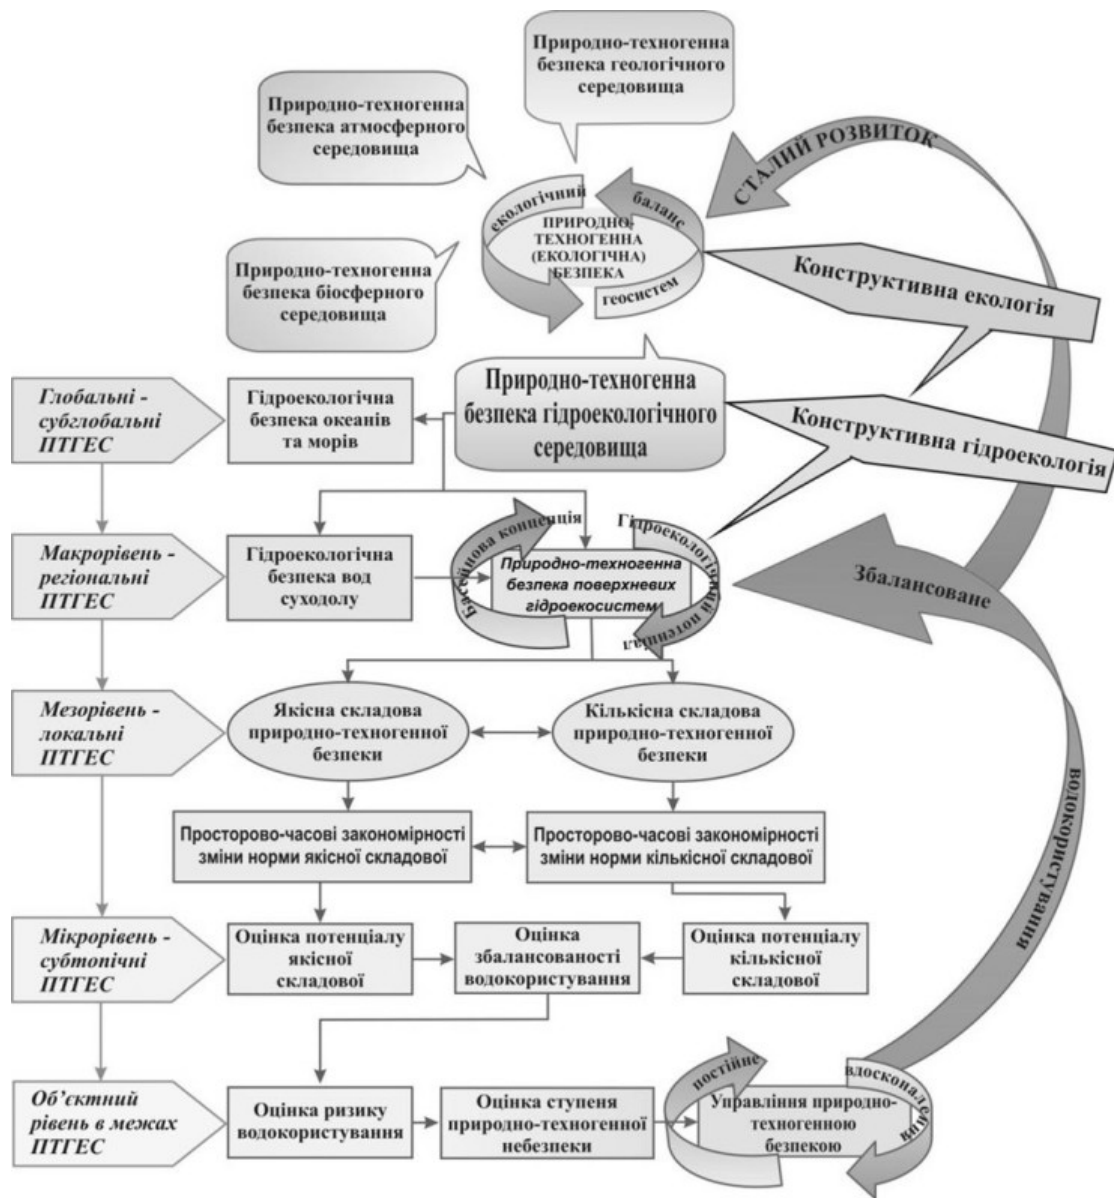 Природно-техногенна
безпека геологічного
середовища
Природно-техногенна
безпека атмосферного
середовища
СТАЛИЙ РОЗВИТОК
екологічний
баланс
геосистем
ПРИРОДНО-
ТЕХНОГЕННА
(ЕКОЛОГІЧНА)
БЕЗПЕКА
Природно-техногенна
безпека біосферного
середовища
Конструктивна екологія
Природно-техногенна
безпека гідроекологічного
середовища
Конструктивна гідроекологія
Глобальні -
субглобальні
ПТГЕС
Гідроекологічна
безпека океанів
та морів
Макрорівень -
регіональні
ПТГЕС
Гідроекологічна
безпека вод
суходолу
Басейнова концепція
Гідроекологічний потенціал
Природно-техногенна
безпека поверхневих
гідроекосистем
Збалансоване
водокористування
Мезорівень -
локальні
ПТГЕС
Якісна складова
природно-техногенної
безпеки
Кількісна складова
природно-техногенної
безпеки
Просторово-часові закономірності
зміни норми якісної складової
Просторово-часові закономірності
зміни норми кількісної складової
Мікрорівень -
субтопічні
ПТГЕС
Оцінка потенціалу
якісної
складової
Оцінка
збалансованості
водокористування
Оцінка потенціалу
кількісної
складової
Об’єктний
рівень в межах
ПТГЕС
Оцінка ризику
водокористування
Оцінка ступеня
природно-техногенної
небезпеки
постійне
вдосконалення
Управління природно-
техногенною
безпекою